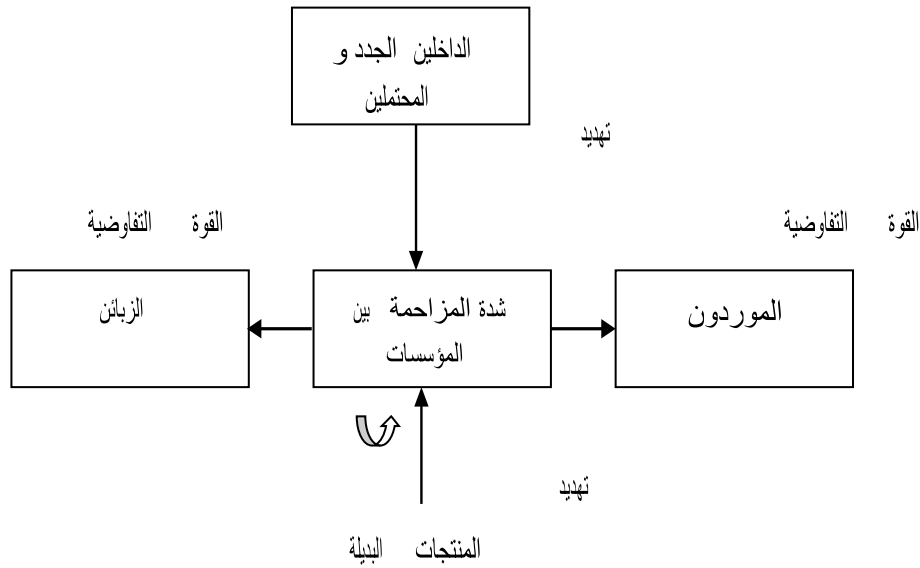 الداخلين الجدد و
المحتملين
تهديد
القوة التفاوضية
القوة التفاوضية
الموردون
شدة المزاحمة بين
المؤسسات
الزبائن
تهديد
المنتجات البديلة